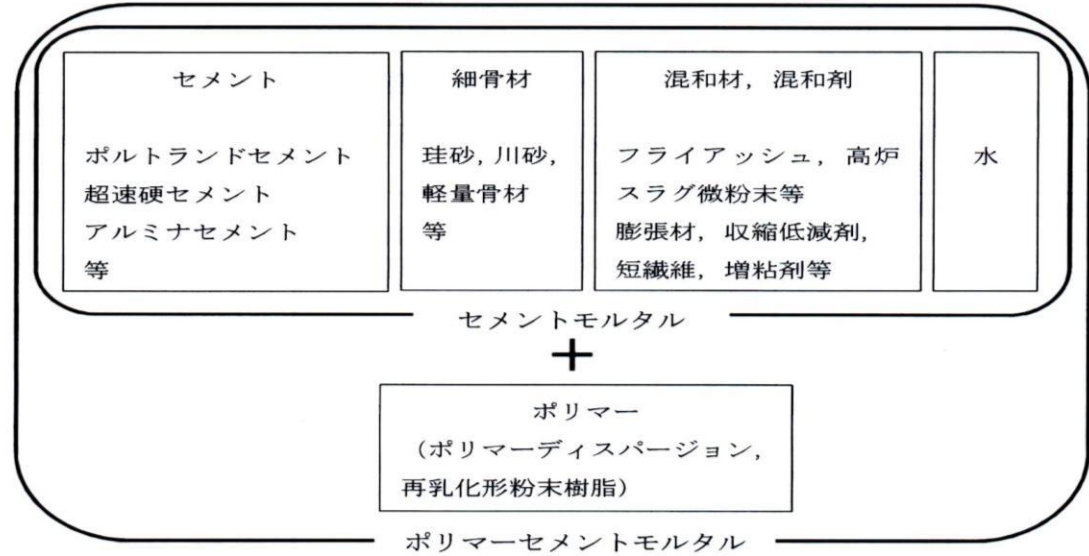 セメント
ポルトランドセメント
超速硬セメント
アルミナセメント
等
細骨材
珪砂, 川砂,
軽量骨材
等
混和材, 混和剤
フライアッシュ, 高炉
スラグ微粉末等
膨張材, 収縮低減剤,
短繊維, 増粘剤等
水
セメントモルタル
+
ポリマー
(ポリマーディスパージョン,
再乳化形粉末樹脂)
ポリマーセメントモルタル